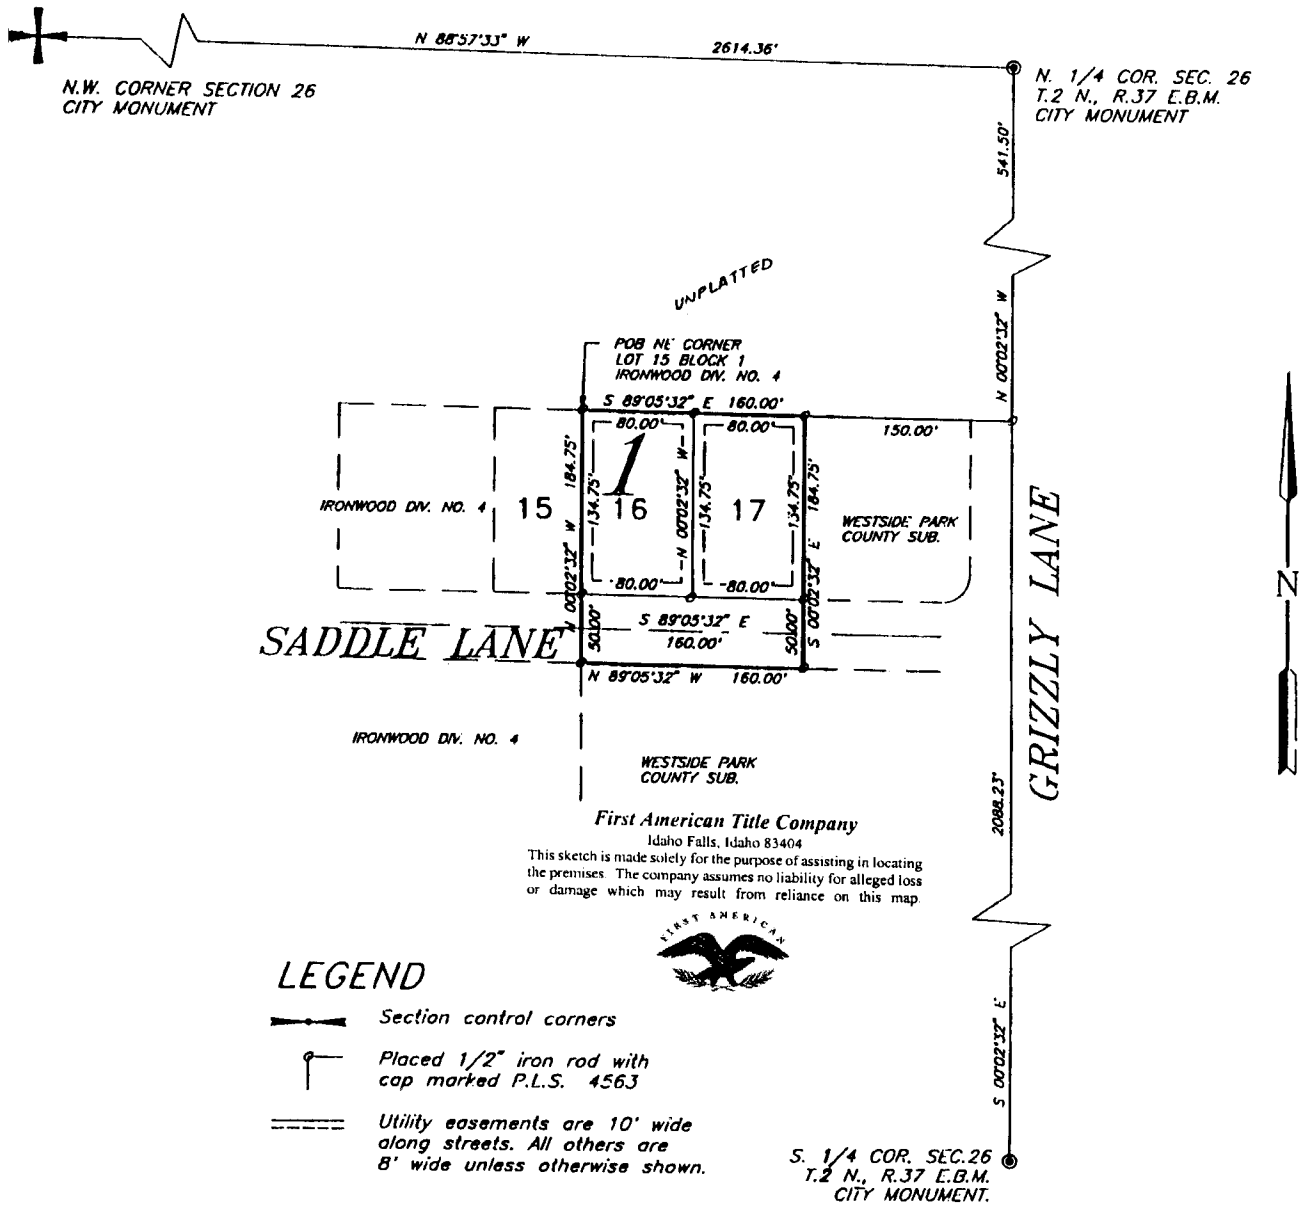 N 88°57'33" W 2614.36'
N.W. CORNER SECTION 26
CITY MONUMENT
N. 1/4 COR. SEC. 26
T.2 N., R.37 E.B.M.
CITY MONUMENT
541.50'
UNPLATTED
N 00°02'32" W
POB NE CORNER
LOT 15 BLOCK 1
IRONWOOD DIV. NO. 4
S 89°05'32" E 160.00'
80.00'
80.00'
150.00'
N 00°02'32" W 184.75'
134.75'
1
N 00°02'32" W
134.75'
134.75'
S 00°02'32" E 184.75'
IRONWOOD DIV. NO. 4
15
16
17
WESTSIDE PARK
COUNTY SUB.
80.00'
80.00'
GRIZZLY LANE
N
SADDLE LANE
50.00'
S 89°05'32" E
160.00'
50.00'
N 89°05'32" W 160.00'
IRONWOOD DIV. NO. 4
WESTSIDE PARK
COUNTY SUB.
2088.23'
First American Title Company
Idaho Falls, Idaho 83404
This sketch is made solely for the purpose of assisting in locating
the premises. The company assumes no liability for alleged loss
or damage which may result from reliance on this map.
FIRST AMERICAN
LEGEND
Section control corners
Placed 1/2" iron rod with
cap marked P.L.S. 4563
Utility easements are 10' wide
along streets. All others are
8' wide unless otherwise shown.
S 00°02'32" E
S. 1/4 COR. SEC.26
T.2 N., R.37 E.B.M.
CITY MONUMENT.